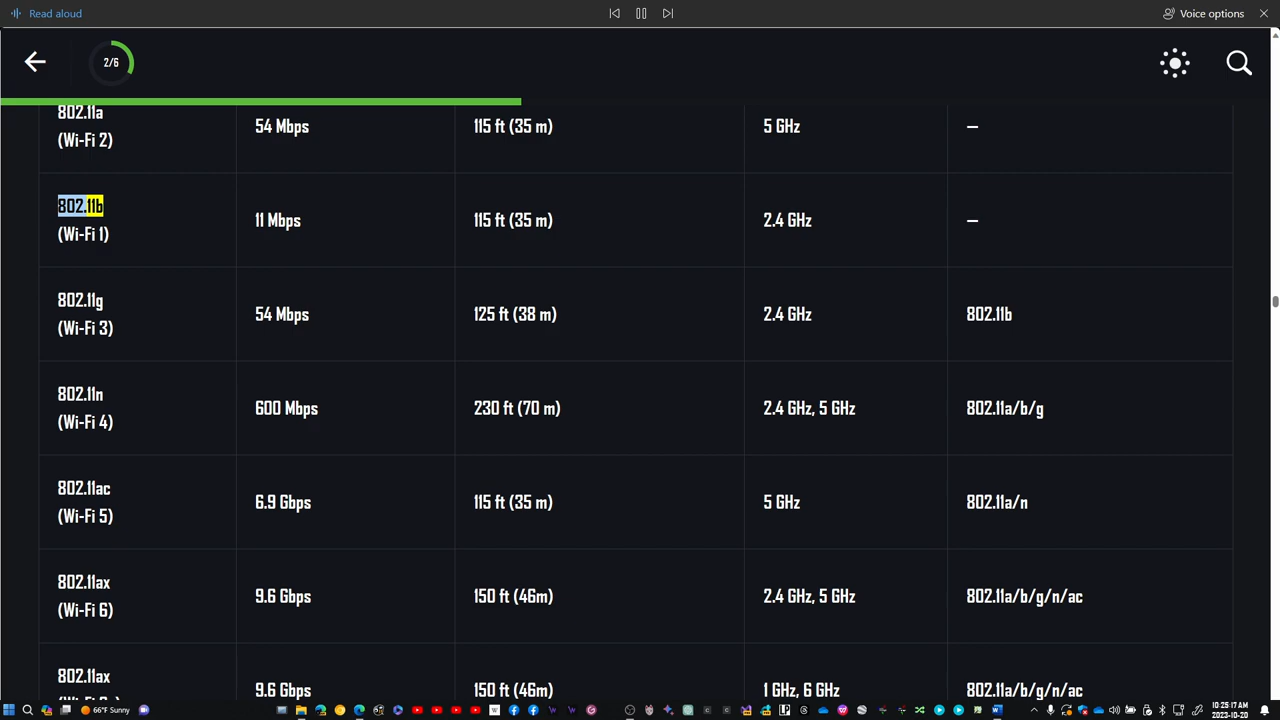 Read aloud
Voice options
2/6
802.11a
(Wi-Fi 2)
54 Mbps
115 ft (35 m)
5 GHz
—
802.11b
(Wi-Fi 1)
11 Mbps
115 ft (35 m)
2.4 GHz
—
802.11g
(Wi-Fi 3)
54 Mbps
125 ft (38 m)
2.4 GHz
802.11b
802.11n
(Wi-Fi 4)
600 Mbps
230 ft (70 m)
2.4 GHz, 5 GHz
802.11a/b/g
802.11ac
(Wi-Fi 5)
6.9 Gbps
115 ft (35 m)
5 GHz
802.11a/n
802.11ax
(Wi-Fi 6)
9.6 Gbps
150 ft (46m)
2.4 GHz, 5 GHz
802.11a/b/g/n/ac
802.11ax
9.6 Gbps
150 ft (46m)
1 GHz, 6 GHz
802.11a/b/g/n/ac
66°F Sunny
10:25:17 AM
2023-10-20